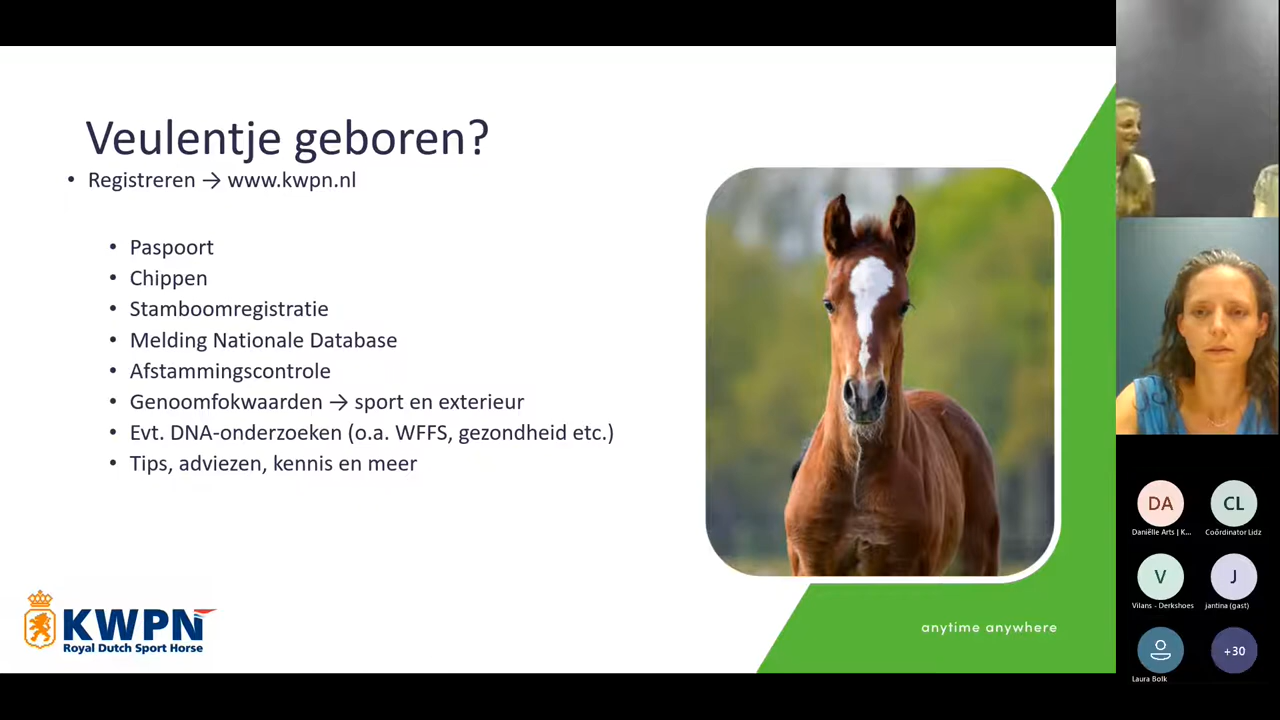 Veulentje geboren?
• Registreren → www.kwpn.nl
• Paspoort
• Chippen
• Stamboomregistratie
• Melding Nationale Database
• Afstammingscontrole
• Genoomfokwaarden → sport en exterieur
• Evt. DNA-onderzoeken (o.a. WFFS, gezondheid etc.)
• Tips, adviezen, kennis en meer
KWPN
Royal Dutch Sport Horse
anytime anywhere
DA
CL
Daniëlle Arts | K...
Coördinator Lidz
V
J
Vilans - Derkshoes
jantina (gast)
+30
Laura Bolk